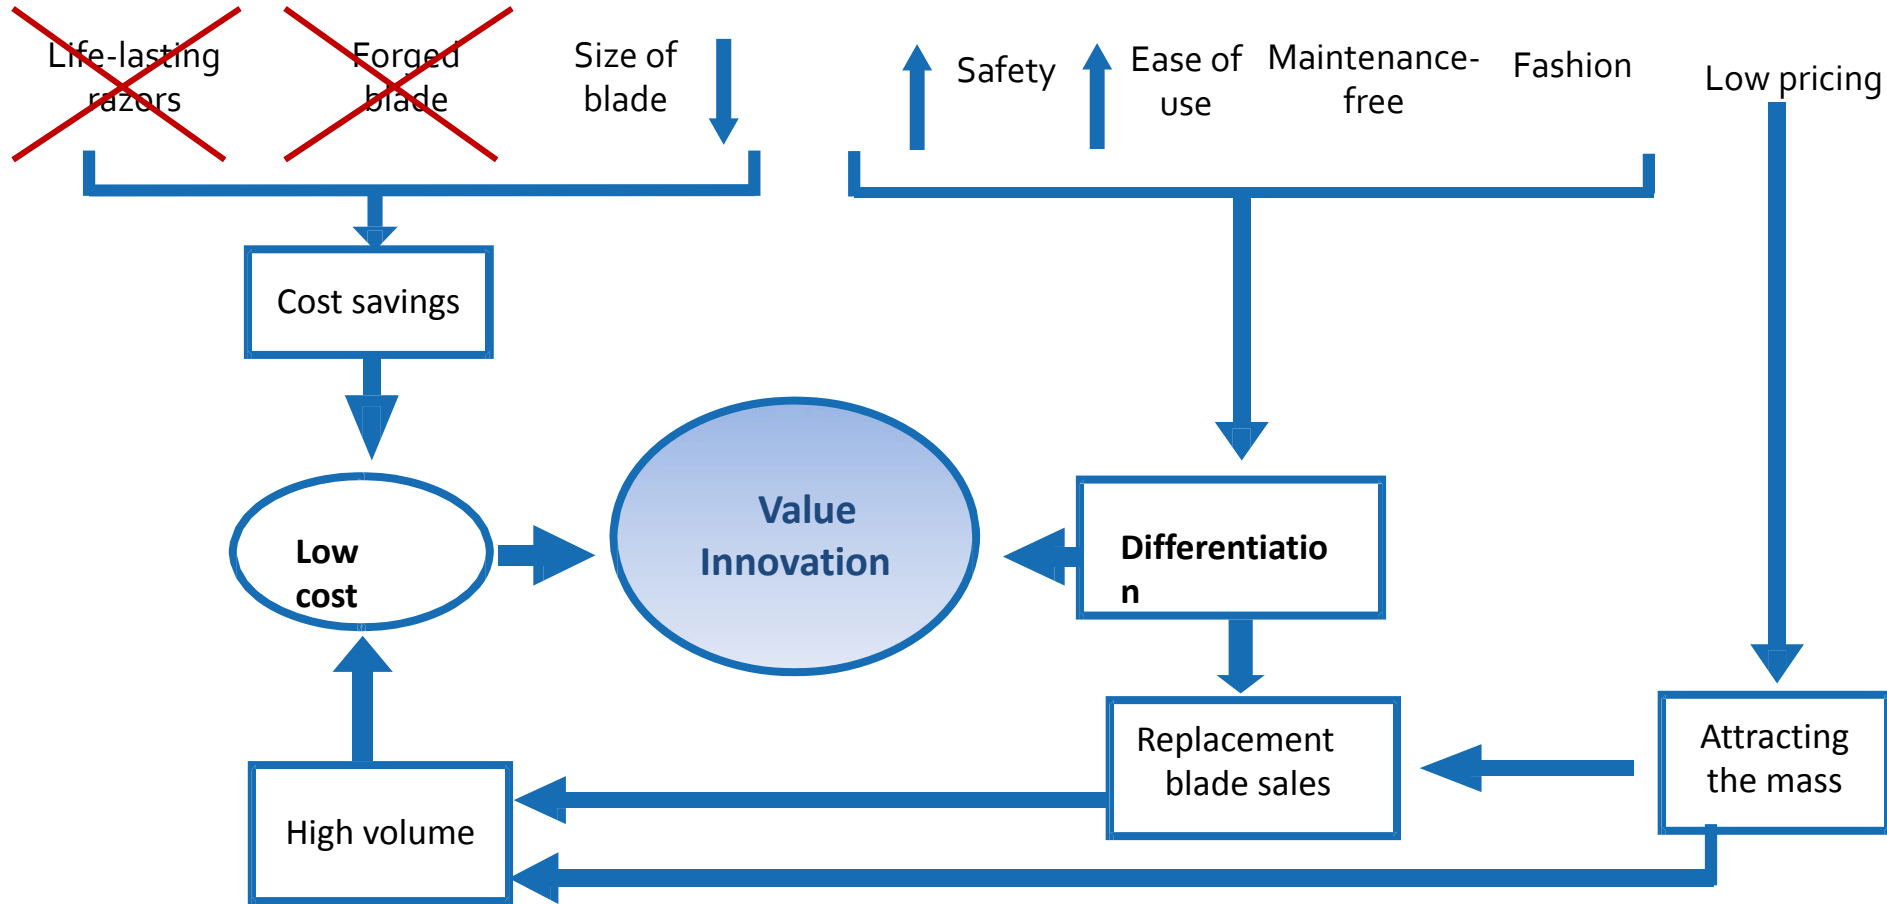 Life-lasting
razors
Forged
blade
Size of
blade
Safety
Ease of
use
Maintenance-
free
Fashion
Low pricing
Cost savings
Value
Innovation
Low
cost
Differentiatio
n
Replacement
blade sales
Attracting
the mass
High volume